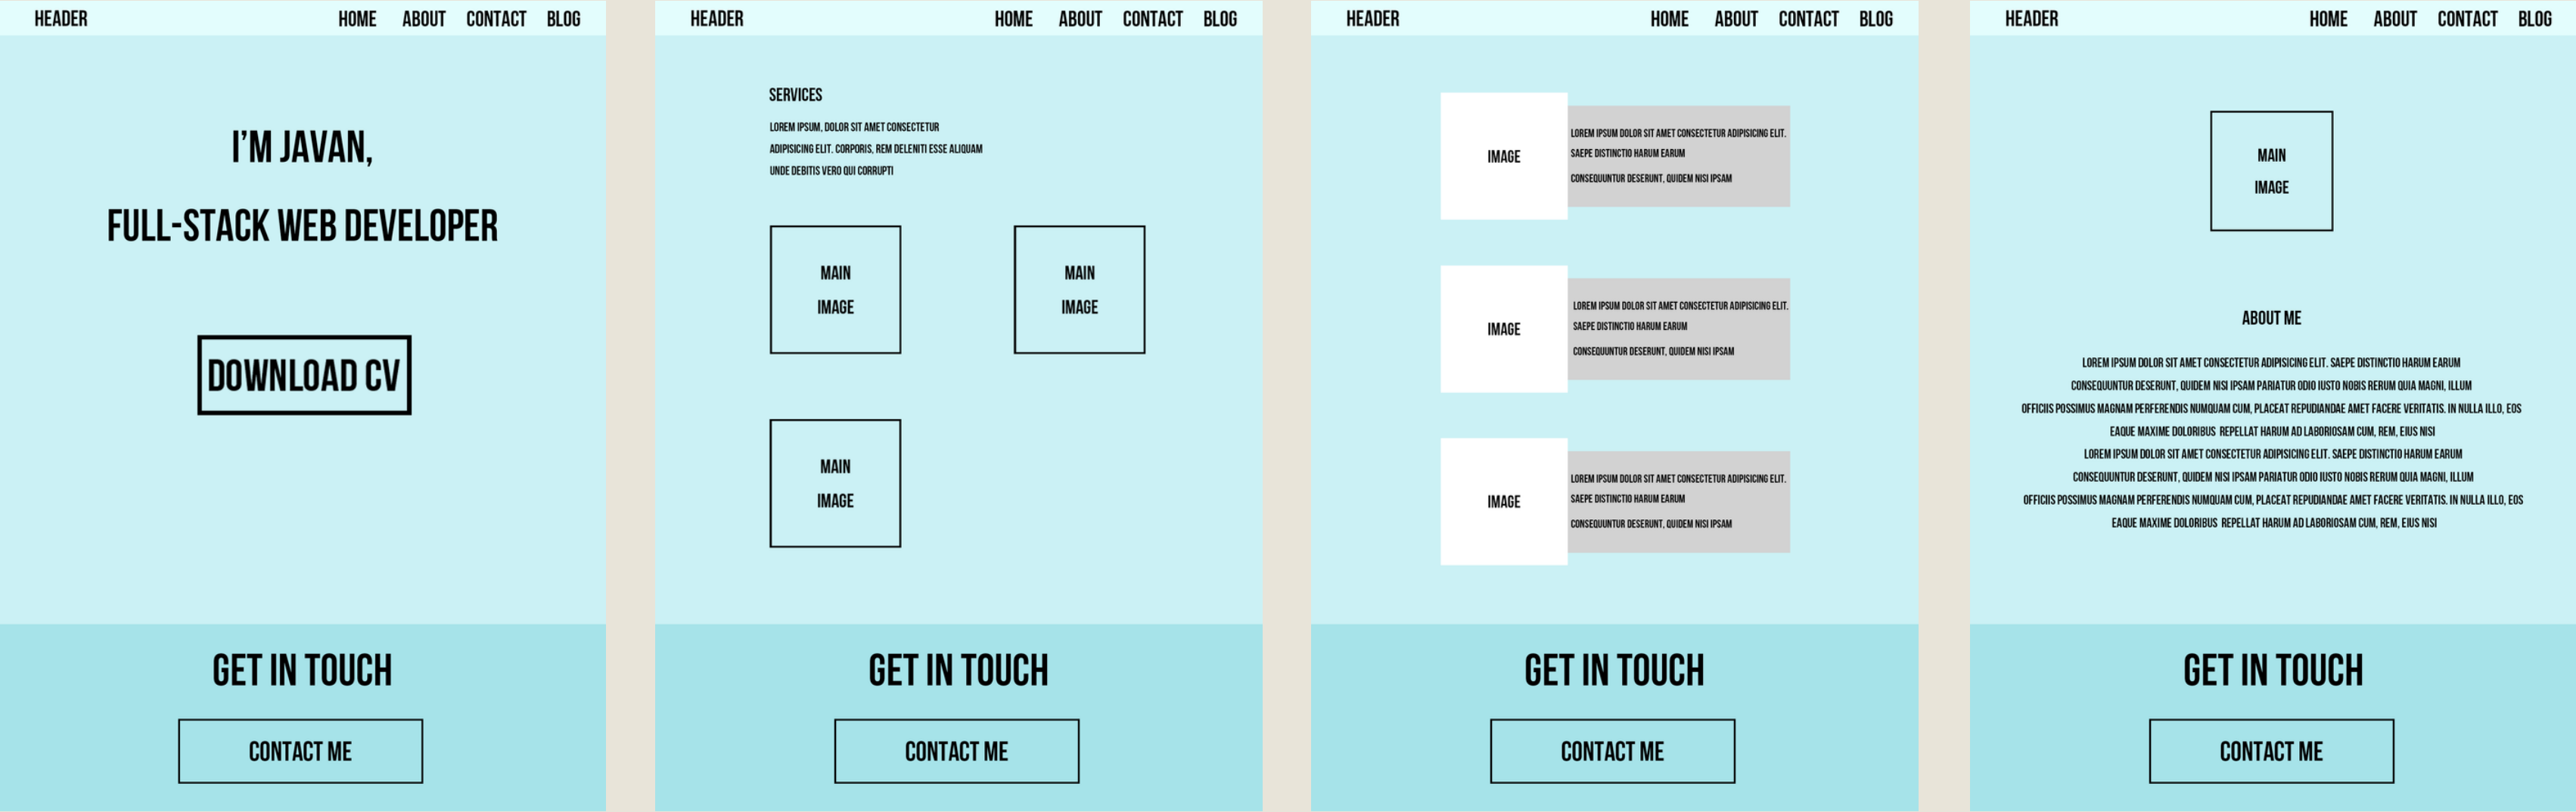 HEADER HOME ABOUT CONTACT BLOG
I'M JAVAN,
FULL-STACK WEB DEVELOPER
DOWNLOAD CV
GET IN TOUCH
CONTACT ME
HEADER HOME ABOUT CONTACT BLOG
SERVICES
LOREM IPSUM, DOLOR SIT AMET CONSECTETUR
ADIPISICING ELIT. CORPORIS, REM DELENITI ESSE ALIQUAM
UNDE DEBITIS VERO QUI CORRUPTI
MAIN
IMAGE
MAIN
IMAGE
MAIN
IMAGE
GET IN TOUCH
CONTACT ME
HEADER HOME ABOUT CONTACT BLOG
IMAGE
LOREM IPSUM DOLOR SIT AMET CONSECTETUR ADIPISICING ELIT.
SAEPE DISTINCTIO HARUM EARUM
CONSEQUUNTUR DESERUNT, QUIDEM NISI IPSAM
IMAGE
LOREM IPSUM DOLOR SIT AMET CONSECTETUR ADIPISICING ELIT.
SAEPE DISTINCTIO HARUM EARUM
CONSEQUUNTUR DESERUNT, QUIDEM NISI IPSAM
IMAGE
LOREM IPSUM DOLOR SIT AMET CONSECTETUR ADIPISICING ELIT.
SAEPE DISTINCTIO HARUM EARUM
CONSEQUUNTUR DESERUNT, QUIDEM NISI IPSAM
GET IN TOUCH
CONTACT ME
HEADER HOME ABOUT CONTACT BLOG
MAIN
IMAGE
ABOUT ME
LOREM IPSUM DOLOR SIT AMET CONSECTETUR ADIPISICING ELIT. SAEPE DISTINCTIO HARUM EARUM
CONSEQUUNTUR DESERUNT, QUIDEM NISI IPSAM PARIATUR ODIO IUSTO NOBIS RERUM QUIA MAGNI, ILLUM
OFFICIIS POSSIMUS MAGNAM PERFERENDIS NUMQUAM CUM, PLACEAT REPUDIANDAE AMET FACERE VERITATIS. IN NULLA ILLO, EOS
EAQUE MAXIME DOLORIBUS REPELLAT HARUM AD LABORIOSAM CUM, REM, EIUS NISI
LOREM IPSUM DOLOR SIT AMET CONSECTETUR ADIPISICING ELIT. SAEPE DISTINCTIO HARUM EARUM
CONSEQUUNTUR DESERUNT, QUIDEM NISI IPSAM PARIATUR ODIO IUSTO NOBIS RERUM QUIA MAGNI, ILLUM
OFFICIIS POSSIMUS MAGNAM PERFERENDIS NUMQUAM CUM, PLACEAT REPUDIANDAE AMET FACERE VERITATIS. IN NULLA ILLO, EOS
EAQUE MAXIME DOLORIBUS REPELLAT HARUM AD LABORIOSAM CUM, REM, EIUS NISI
GET IN TOUCH
CONTACT ME